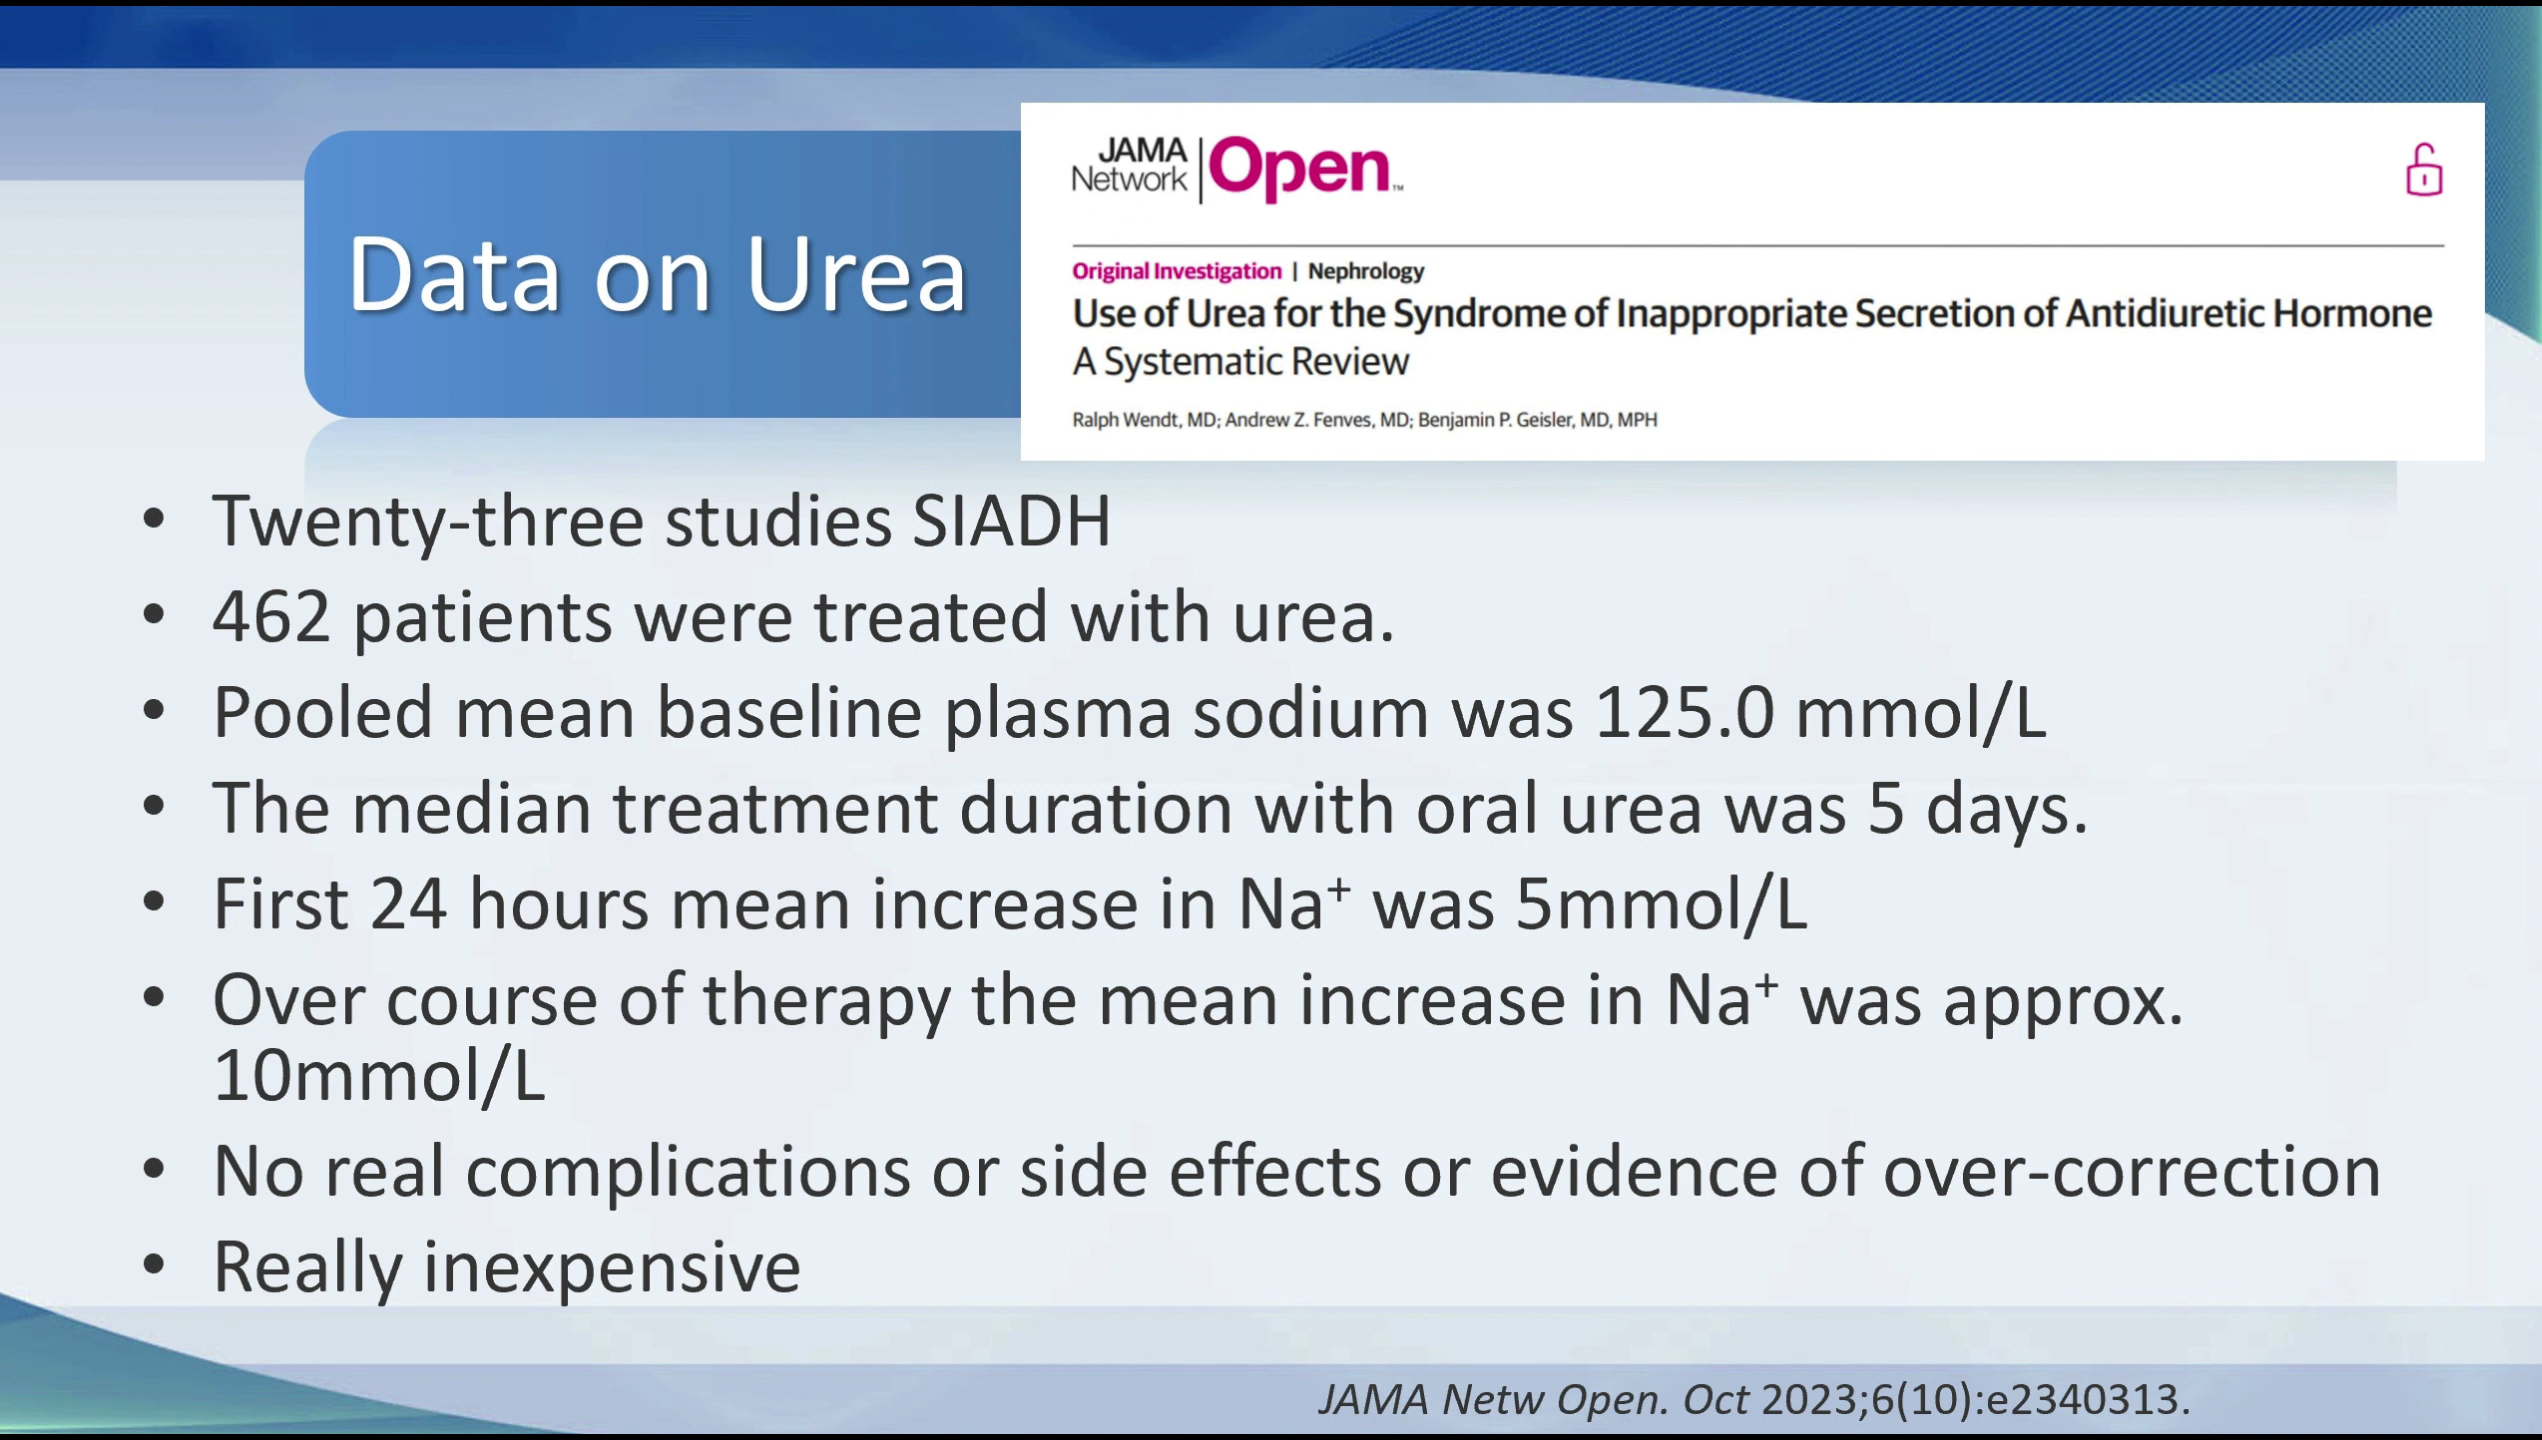 Data on Urea
JAMA
Network
Open™
Original Investigation | Nephrology
Use of Urea for the Syndrome of Inappropriate Secretion of Antidiuretic Hormone
A Systematic Review
Ralph Wendt, MD; Andrew Z. Fenves, MD; Benjamin P. Geisler, MD, MPH
• Twenty-three studies SIADH
• 462 patients were treated with urea.
• Pooled mean baseline plasma sodium was 125.0 mmol/L
• The median treatment duration with oral urea was 5 days.
• First 24 hours mean increase in Na⁺ was 5mmol/L
• Over course of therapy the mean increase in Na⁺ was approx.
10mmol/L
• No real complications or side effects or evidence of over-correction
• Really inexpensive
JAMA Netw Open. Oct 2023;6(10):e2340313.